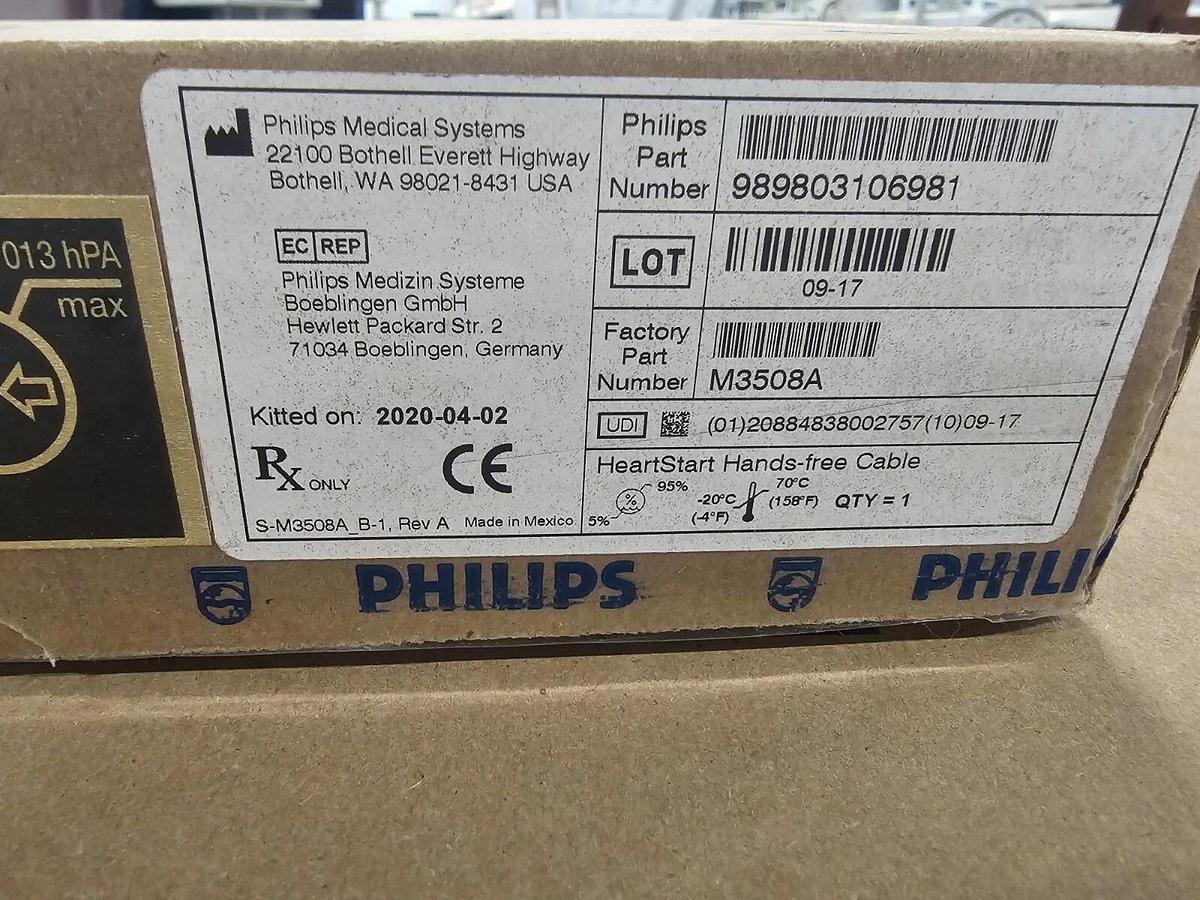 013 hPA
max
Philips Medical Systems
22100 Bothell Everett Highway
Bothell, WA 98021-8431 USA
EC REP
Philips Medizin Systeme
Boeblingen GmbH
Hewlett Packard Str. 2
71034 Boeblingen, Germany
Kitted on: 2020-04-02
Rx ONLY
CE
S-M3508A_B-1, Rev A Made in Mexico
Philips
Part
Number 989803106981
LOT
09-17
Factory
Part
Number M3508A
UDI (01)20884838002757(10)09-17
HeartStart Hands-free Cable
5% % 95%
-20°C
(-4°F)
70°C
(158°F)
QTY = 1
PHILIPS
PHILI